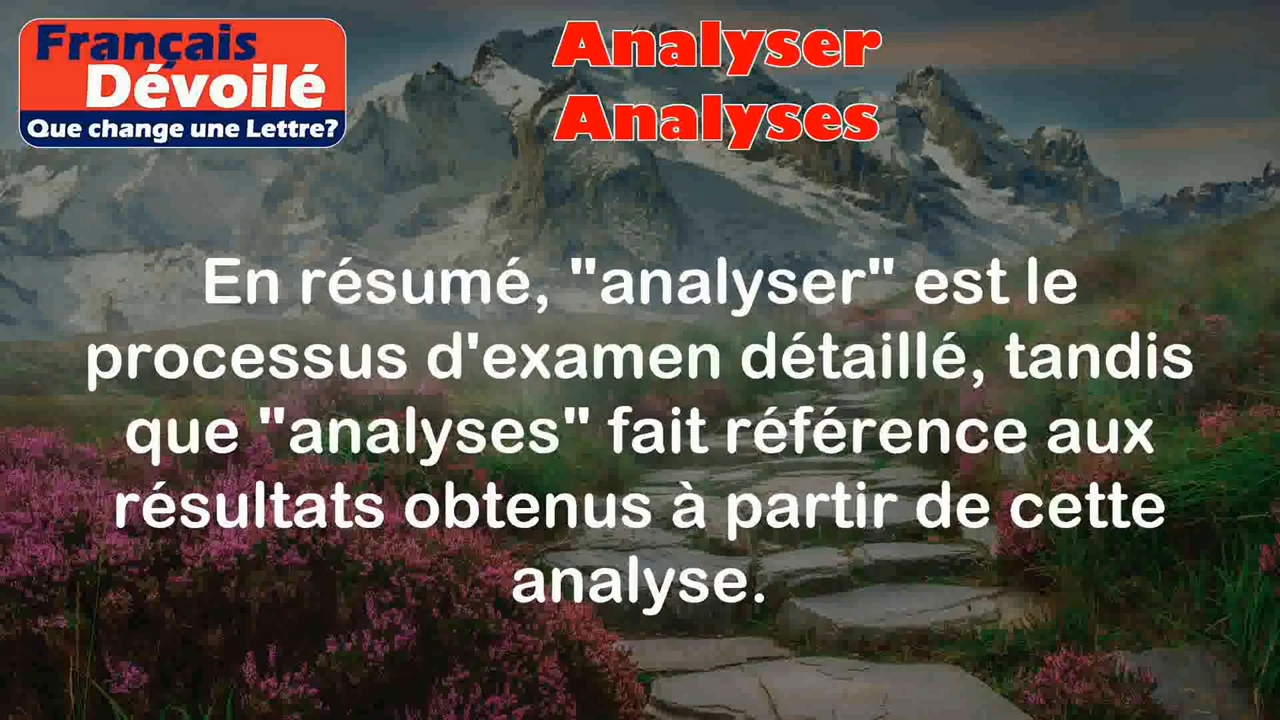 Français
Dévoilé
Que change une Lettre?
Analyser
Analyses
En résumé, "analyser" est le
processus d'examen détaillé, tandis
que "analyses" fait référence aux
résultats obtenus à partir de cette
analyse.